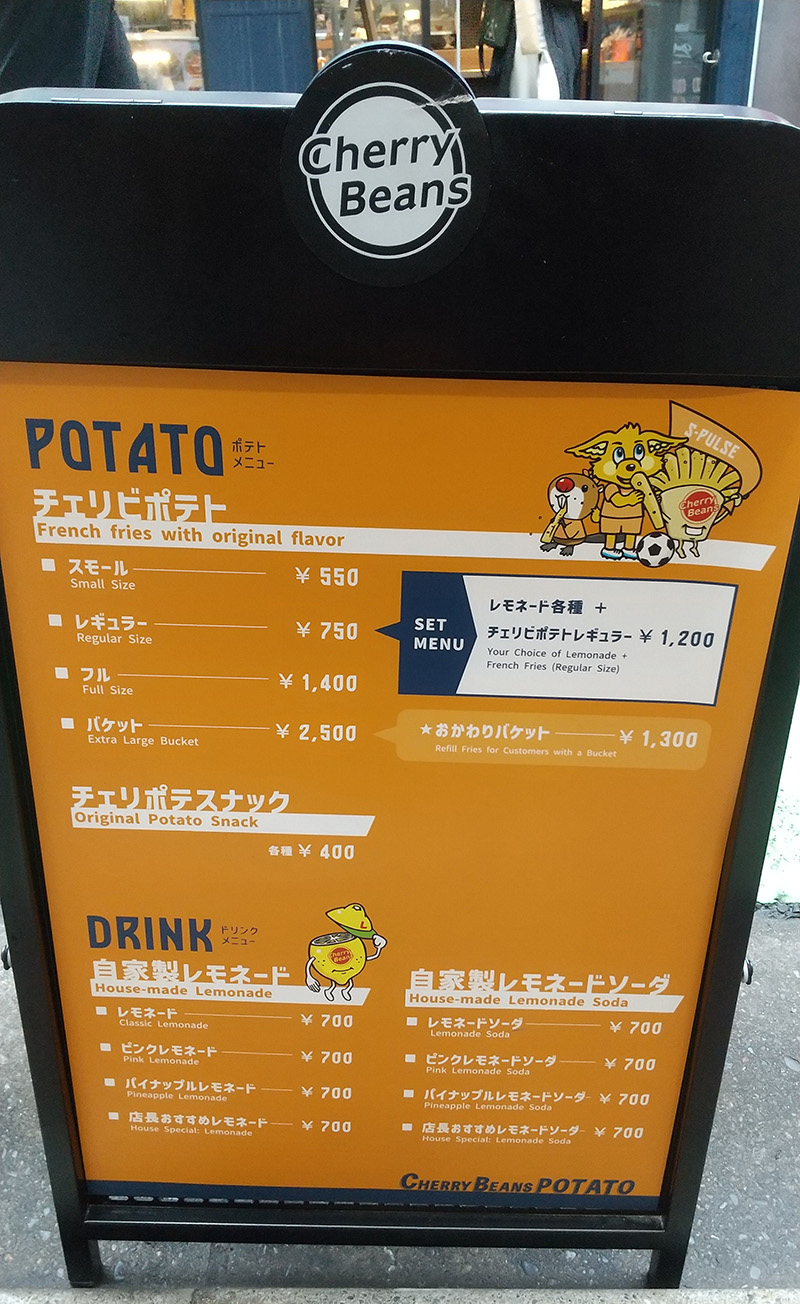 Cherry
Beans
POTATO ポテト
メニュー
S-PULSE
Cherry
Beans
チェリビポテト
French fries with original flavor
スモール ¥ 550
Small Size
レギュラー ¥ 750
Regular Size
フル ¥ 1,400
Full Size
バケット ¥ 2,500
Extra Large Bucket
SET
MENU
レモネード各種 +
チェリビポテトレギュラー ¥ 1,200
Your Choice of Lemonade +
French Fries (Regular Size)
★おかわりバケット ¥ 1,300
Refill Fries for Customers with a Bucket
チェリポテスナック
Original Potato Snack
各種 ¥ 400
DRINK ドリンク
メニュー
L
Cherry
Beans
自家製レモネード
House-made Lemonade
レモネード ¥ 700
Classic Lemonade
ピンクレモネード ¥ 700
Pink Lemonade
パイナップルレモネード ¥ 700
Pineapple Lemonade
店長おすすめレモネード ¥ 700
House Special: Lemonade
自家製レモネードソーダ
House-made Lemonade Soda
レモネードソーダ ¥ 700
Lemonade Soda
ピンクレモネードソーダ ¥ 700
Pink Lemonade Soda
パイナップルレモネードソーダ ¥ 700
Pineapple Lemonade Soda
店長おすすめレモネードソーダ ¥ 700
House Special: Lemonade Soda
CHERRY BEANS POTATO